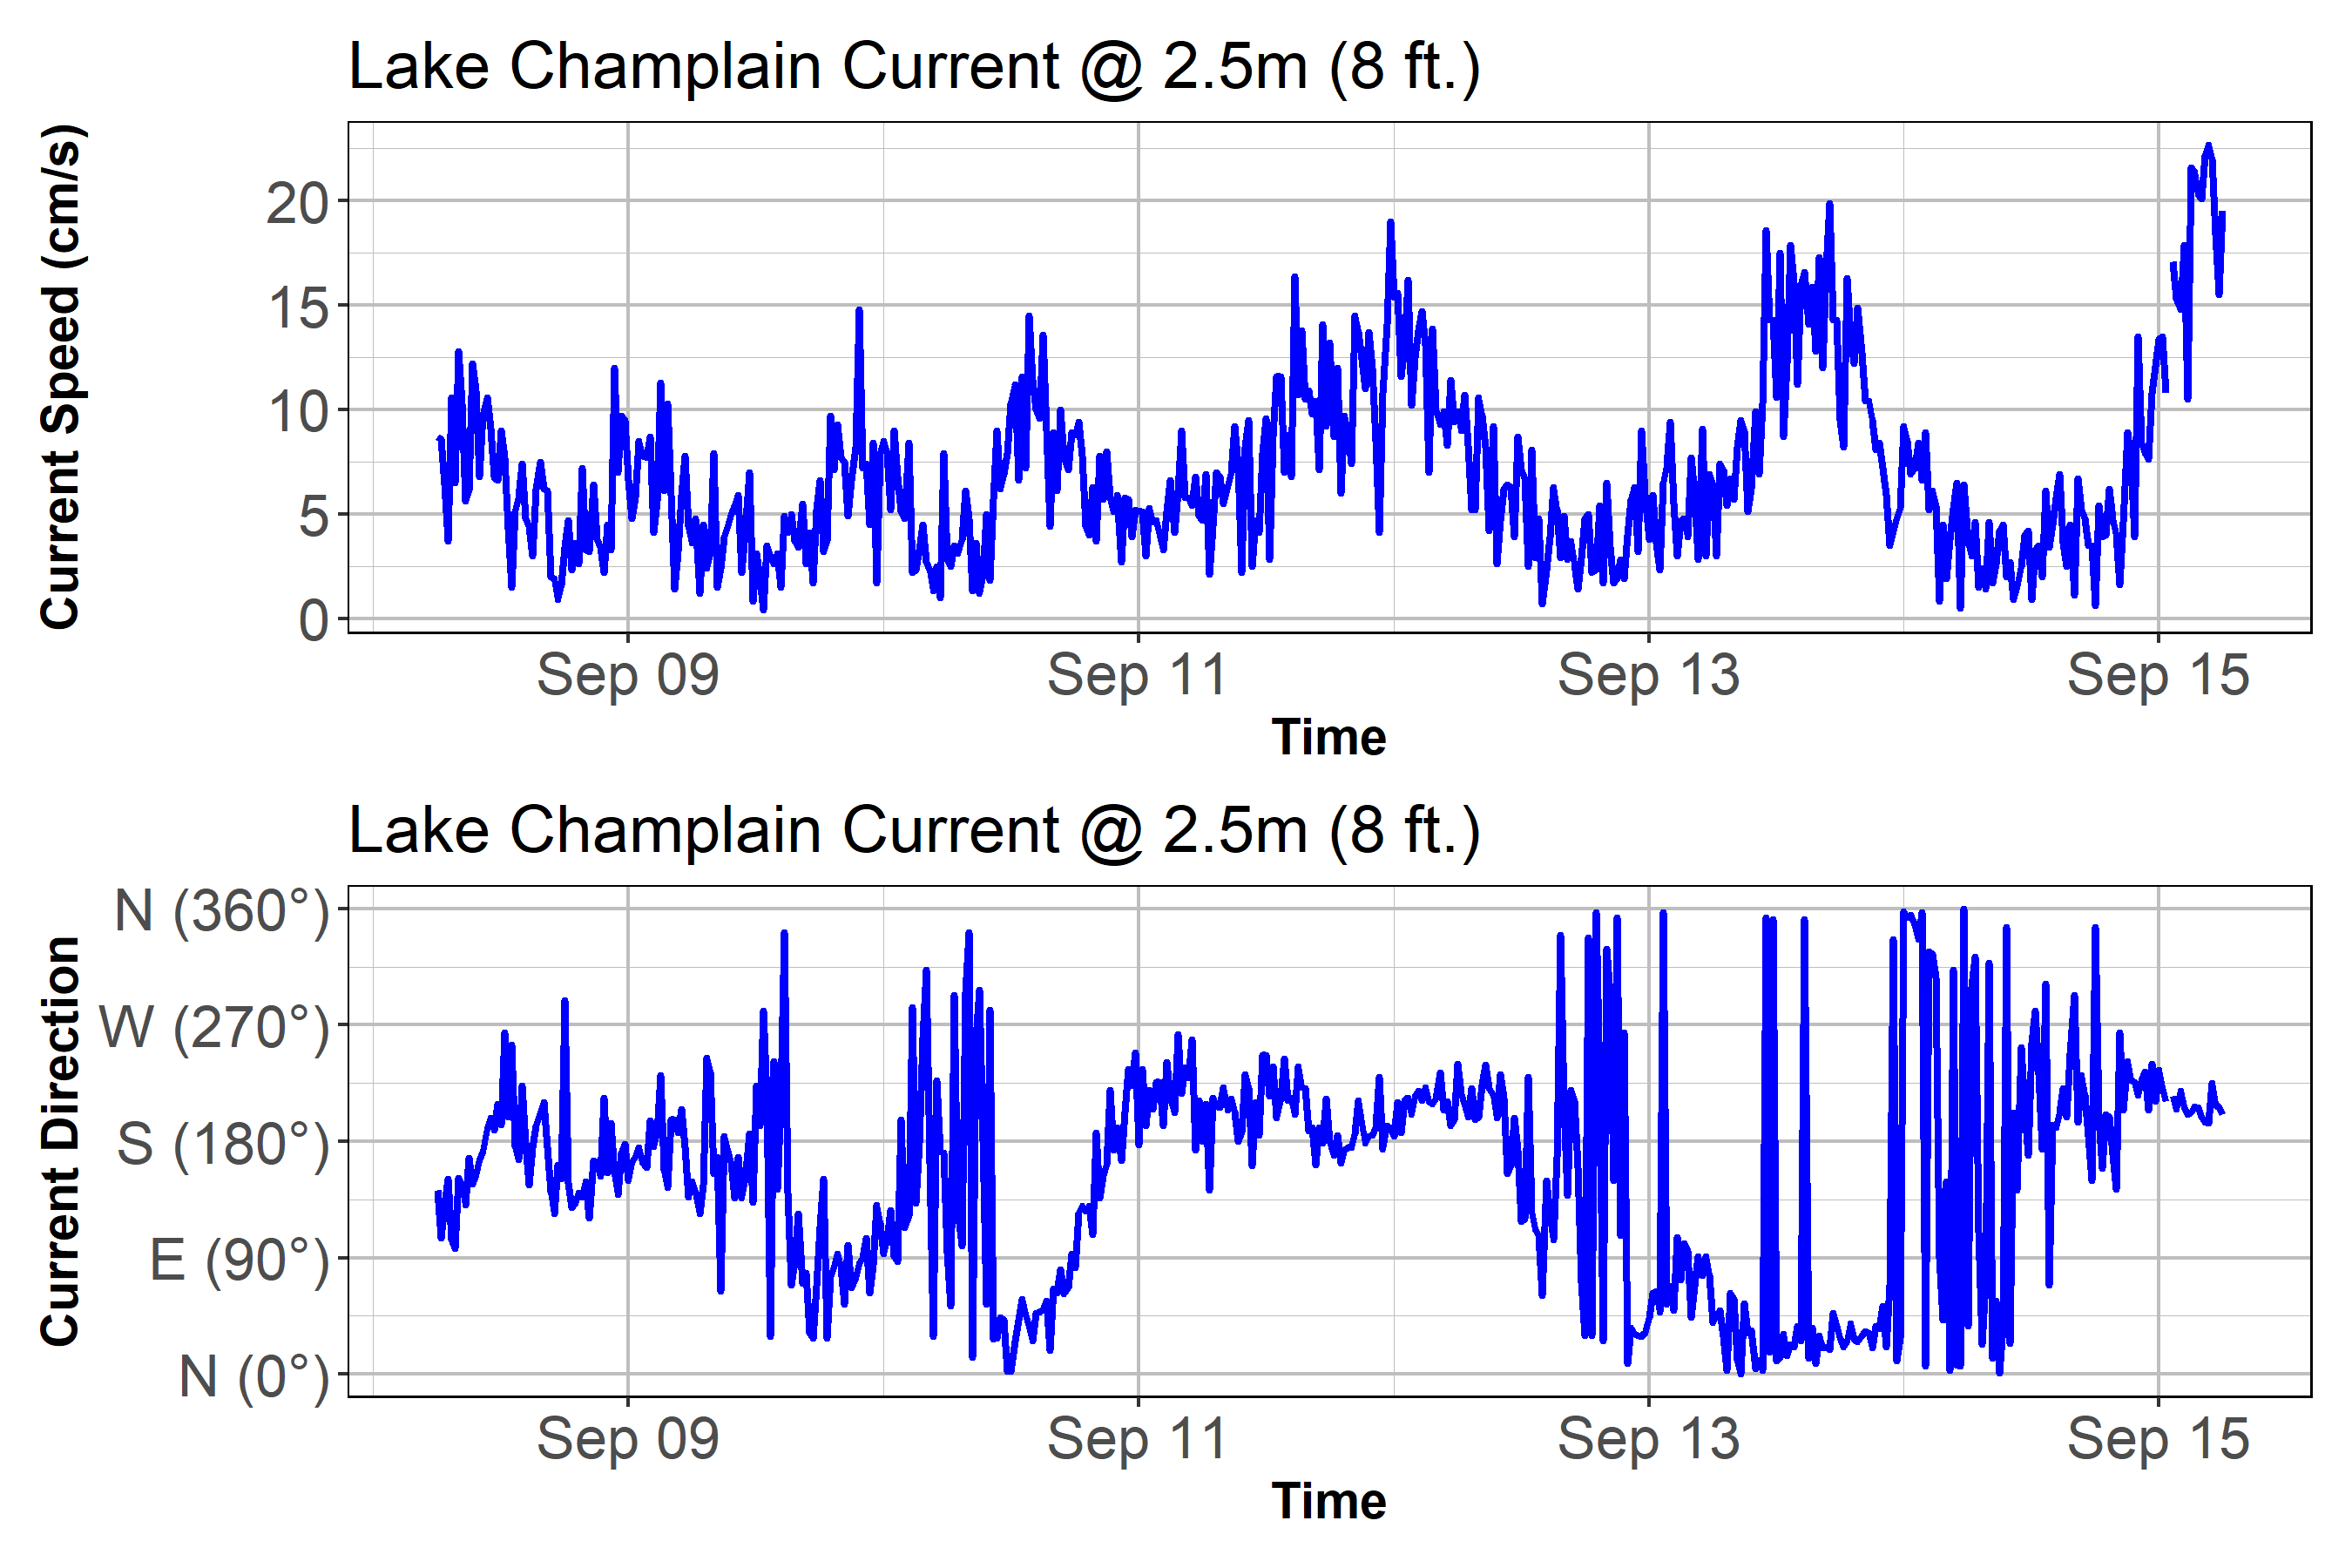 Lake Champlain Current @ 2.5m (8 ft.)
Current Speed (cm/s)
20
15
10
5
0
Sep 09 Sep 11 Sep 13 Sep 15
Time
Lake Champlain Current @ 2.5m (8 ft.)
Current Direction
N (360°)
W (270°)
S (180°)
E (90°)
N (0°)
Sep 09 Sep 11 Sep 13 Sep 15
Time